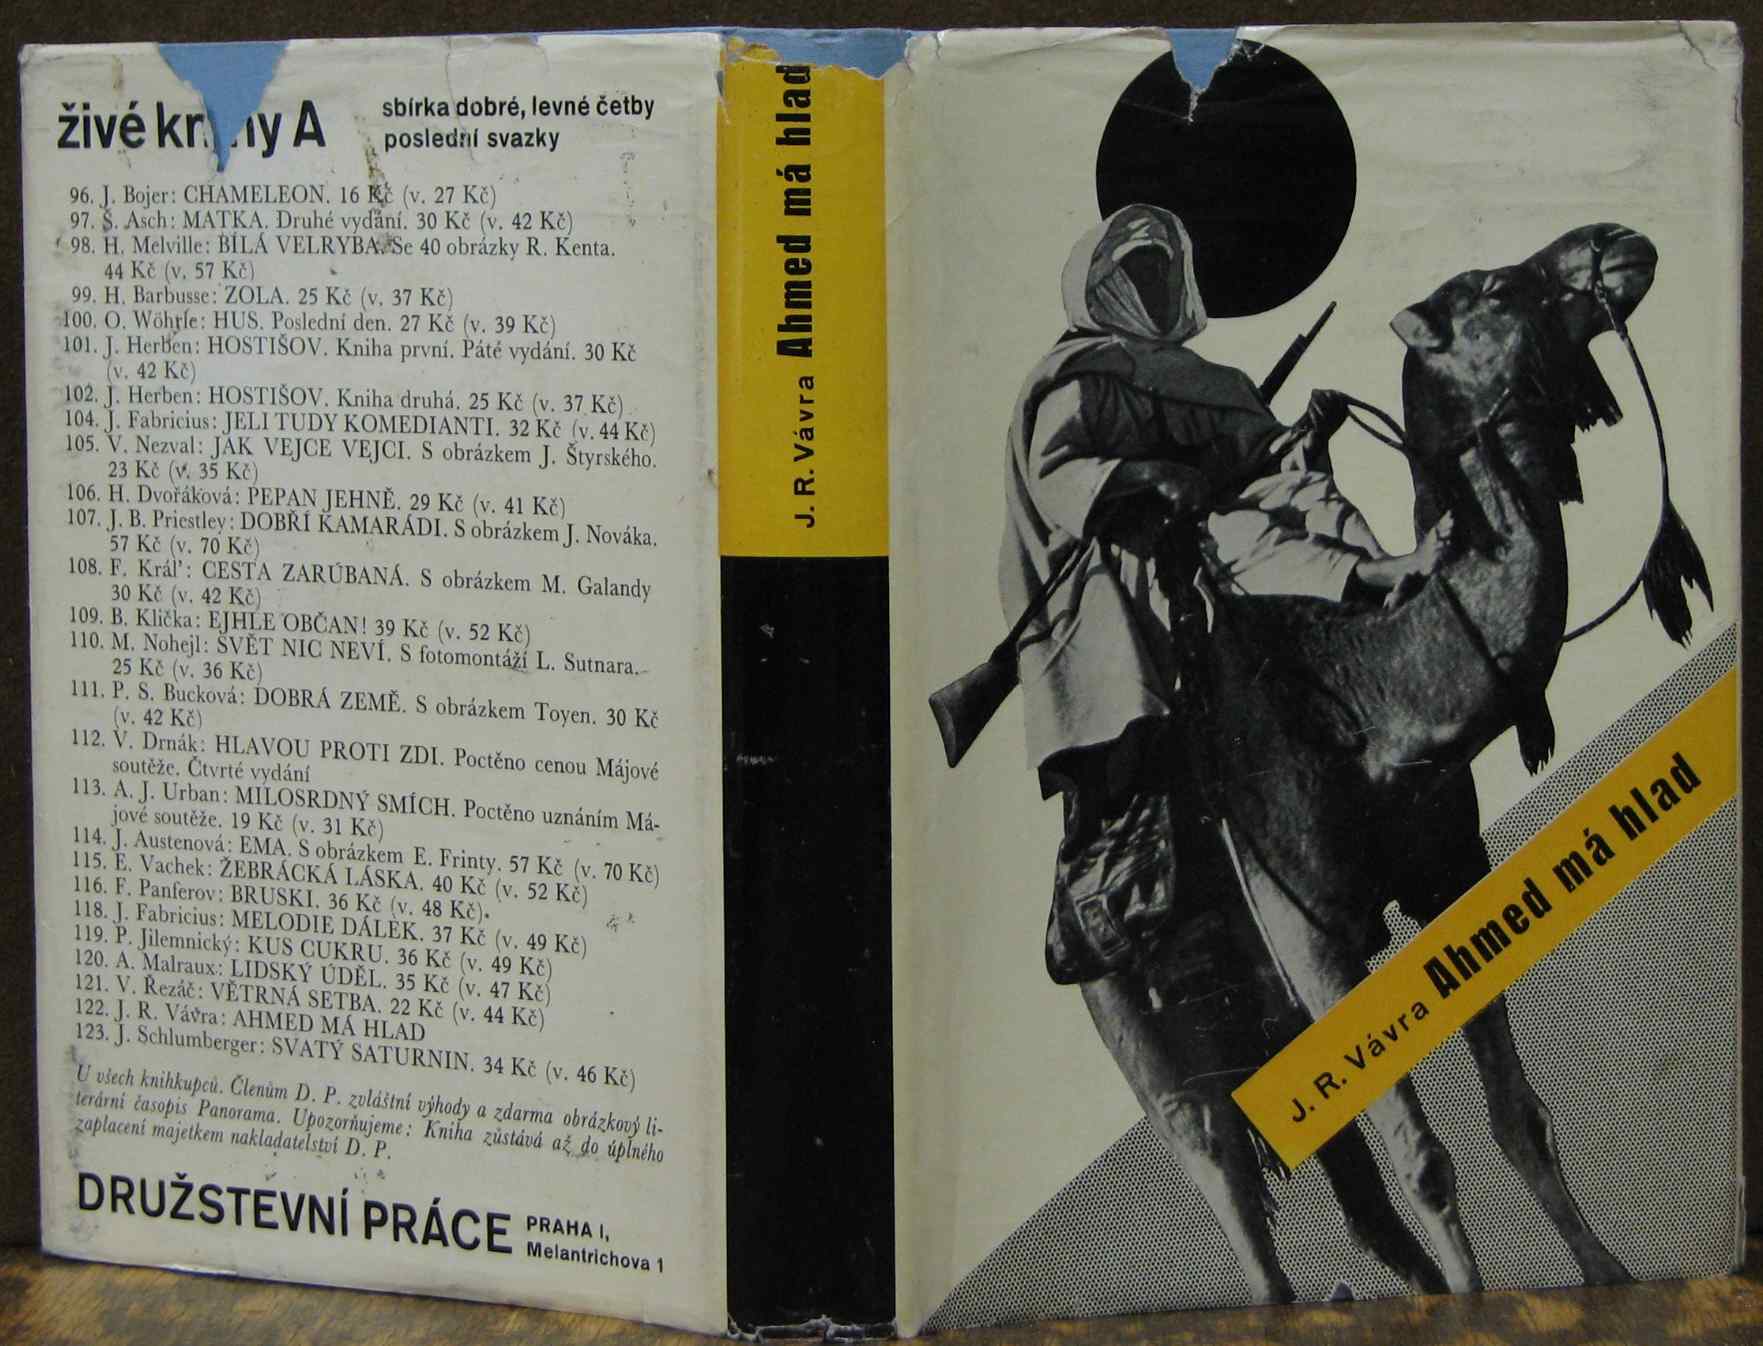 živé knihy A
sbírka dobré, levné četby
poslední svazky
96. J. Bojer: CHAMELEON. 16 Kč (v. 27 Kč)
97. Š. Asch: MATKA. Druhé vydání. 30 Kč (v. 42 Kč)
98. H. Melville: BÍLÁ VELRYBA. Se 40 obrázky R. Kenta.
44 Kč (v. 57 Kč)
99. H. Barbusse: ZOLA. 25 Kč (v. 37 Kč)
100. O. Wöhrle: HUS. Poslední den. 27 Kč (v. 39 Kč)
101. J. Herben: HOSTIŠOV. Kniha první. Páté vydání. 30 Kč
(v. 42 Kč)
102. J. Herben: HOSTIŠOV. Kniha druhá. 25 Kč (v. 37 Kč)
104. J. Fabricius: JELI TUDY KOMEDIANTI. 32 Kč (v. 44 Kč)
105. V. Nezval: JAK VEJCE VEJCI. S obrázkem J. Štyrského.
23 Kč (v. 35 Kč)
106. H. Dvořáková: PEPAN JEHNĚ. 29 Kč (v. 41 Kč)
107. J. B. Priestley: DOBŘÍ KAMARÁDI. S obrázkem J. Nováka.
57 Kč (v. 70 Kč)
108. F. Kráľ: CESTA ZARÚBANÁ. S obrázkem M. Galandy
30 Kč (v. 42 Kč)
109. B. Klička: EJHLE OBČAN! 39 Kč (v. 52 Kč)
110. M. Nohejl: SVĚT NIC NEVÍ. S fotomontáží L. Sutnara.
25 Kč (v. 36 Kč)
111. P. S. Bucková: DOBRÁ ZEMĚ. S obrázkem Toyen. 30 Kč
(v. 42 Kč)
112. V. Drnák: HLAVOU PROTI ZDI. Poctěno cenou Májové
soutěže. Čtvrté vydání
113. A. J. Urban: MILOSRDNÝ SMÍCH. Poctěno uznáním Má-
jové soutěže. 19 Kč (v. 31 Kč)
114. J. Austenová: EMA. S obrázkem E. Frinty. 57 Kč (v. 70 Kč)
115. E. Vachek: ŽEBRÁCKÁ LÁSKA. 40 Kč (v. 52 Kč)
116. F. Panferov: BRUSKI. 36 Kč (v. 48 Kč).
118. J. Fabricius: MELODIE DÁLEK. 37 Kč (v. 49 Kč)
119. P. Jilemnický: KUS CUKRU. 36 Kč (v. 49 Kč)
120. A. Malraux: LIDSKÝ ÚDĚL. 35 Kč (v. 47 Kč)
121. V. Řezáč: VĚTRNÁ SETBA. 22 Kč (v. 44 Kč)
122. J. R. Vávra: AHMED MÁ HLAD
123. J. Schlumberger: SVATÝ SATURNIN. 34 Kč (v. 46 Kč)
U všech knihkupců. Členům D. P. zvláštní výhody a zdarma obrázkový li-
terární časopis Panorama. Upozorňujeme: Kniha zůstává až do úplného
zaplacení majetkem nakladatelství D. P.
DRUŽSTEVNÍ PRÁCE
PRAHA I,
Melantrichova 1
J. R. Vávra Ahmed má hlad
J. R. Vávra Ahmed má hlad